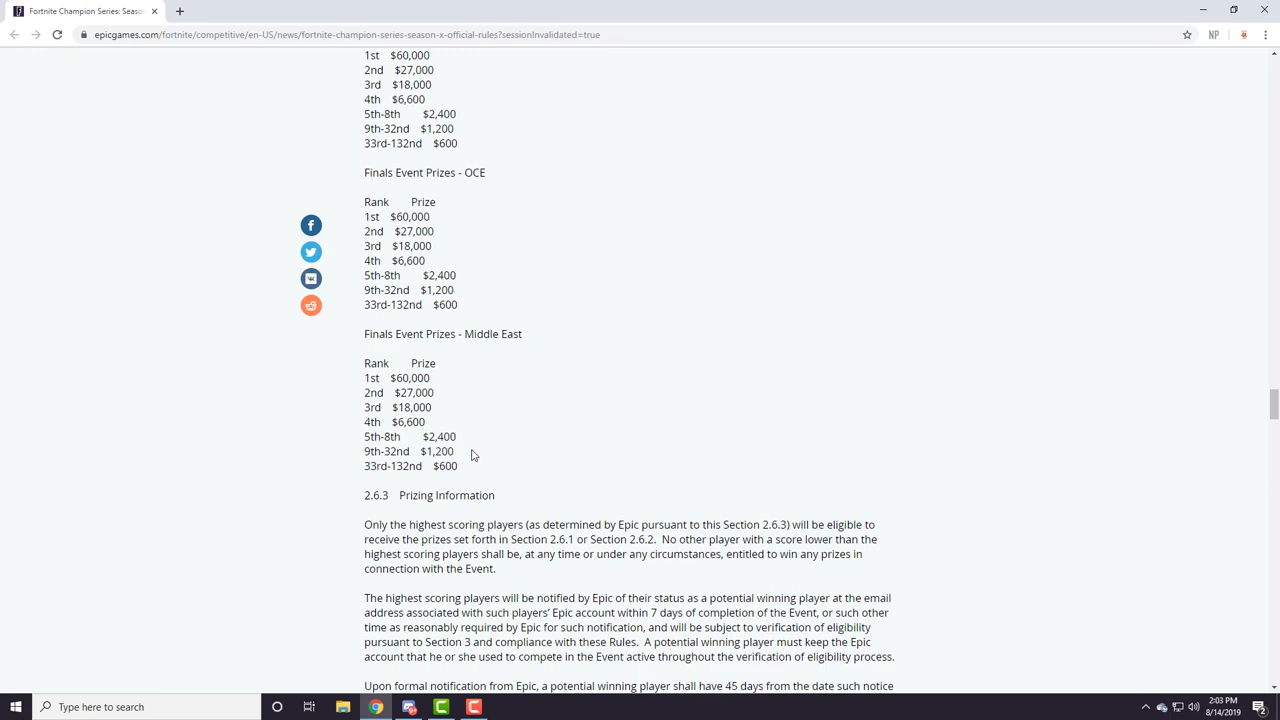 Fortnite Champion Series: Seaso
epicgames.com/fortnite/competitive/en-US/news/fortnite-champion-series-season-x-official-rules?sessionInvalidated=true
NP
1st $60,000
2nd $27,000
3rd $18,000
4th $6,600
5th-8th $2,400
9th-32nd $1,200
33rd-132nd $600
Finals Event Prizes - OCE
Rank Prize
1st $60,000
2nd $27,000
3rd $18,000
4th $6,600
5th-8th $2,400
9th-32nd $1,200
33rd-132nd $600
Finals Event Prizes - Middle East
Rank Prize
1st $60,000
2nd $27,000
3rd $18,000
4th $6,600
5th-8th $2,400
9th-32nd $1,200
33rd-132nd $600
2.6.3 Prizing Information
Only the highest scoring players (as determined by Epic pursuant to this Section 2.6.3) will be eligible to
receive the prizes set forth in Section 2.6.1 or Section 2.6.2. No other player with a score lower than the
highest scoring players shall be, at any time or under any circumstances, entitled to win any prizes in
connection with the Event.
The highest scoring players will be notified by Epic of their status as a potential winning player at the email
address associated with such players' Epic account within 7 days of completion of the Event, or such other
time as reasonably required by Epic for such notification, and will be subject to verification of eligibility
pursuant to Section 3 and compliance with these Rules. A potential winning player must keep the Epic
account that he or she used to compete in the Event active throughout the verification of eligibility process.
Upon formal notification from Epic, a potential winning player shall have 45 days from the date such notice
Type here to search
2:03 PM
8/14/2019
2